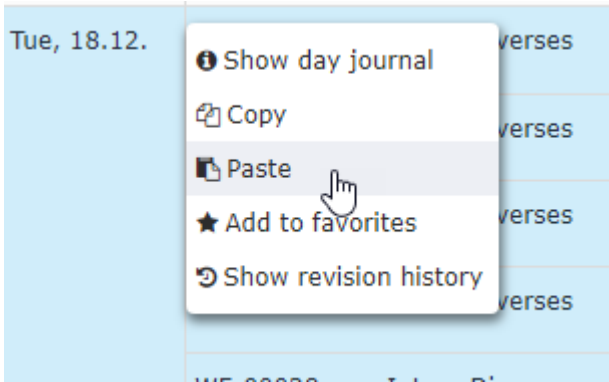 Tue, 18.12.
Show day journal
verses
Copy
verses
Paste
Add to favorites
verses
Show revision history
verses